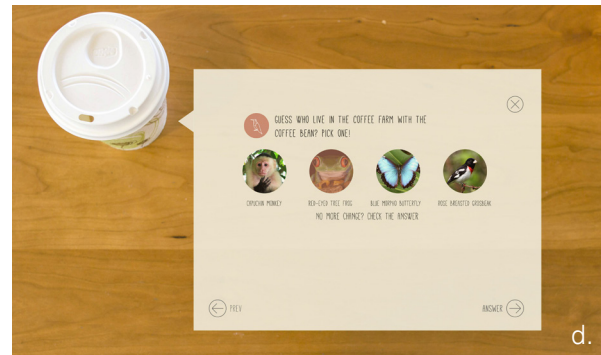 GUESS WHO LIVE IN THE COFFEE FARM WITH THE
COFFEE BEAN? PICK ONE!
CAPUCHIN MONKEY
RED-EYED TREE FROG
BLUE MORPHO BUTTERFLY
ROSE BREASTED GROSBEAK
NO MORE CHANGE? CHECK THE ANSWER
PREV
ANSWER
d.